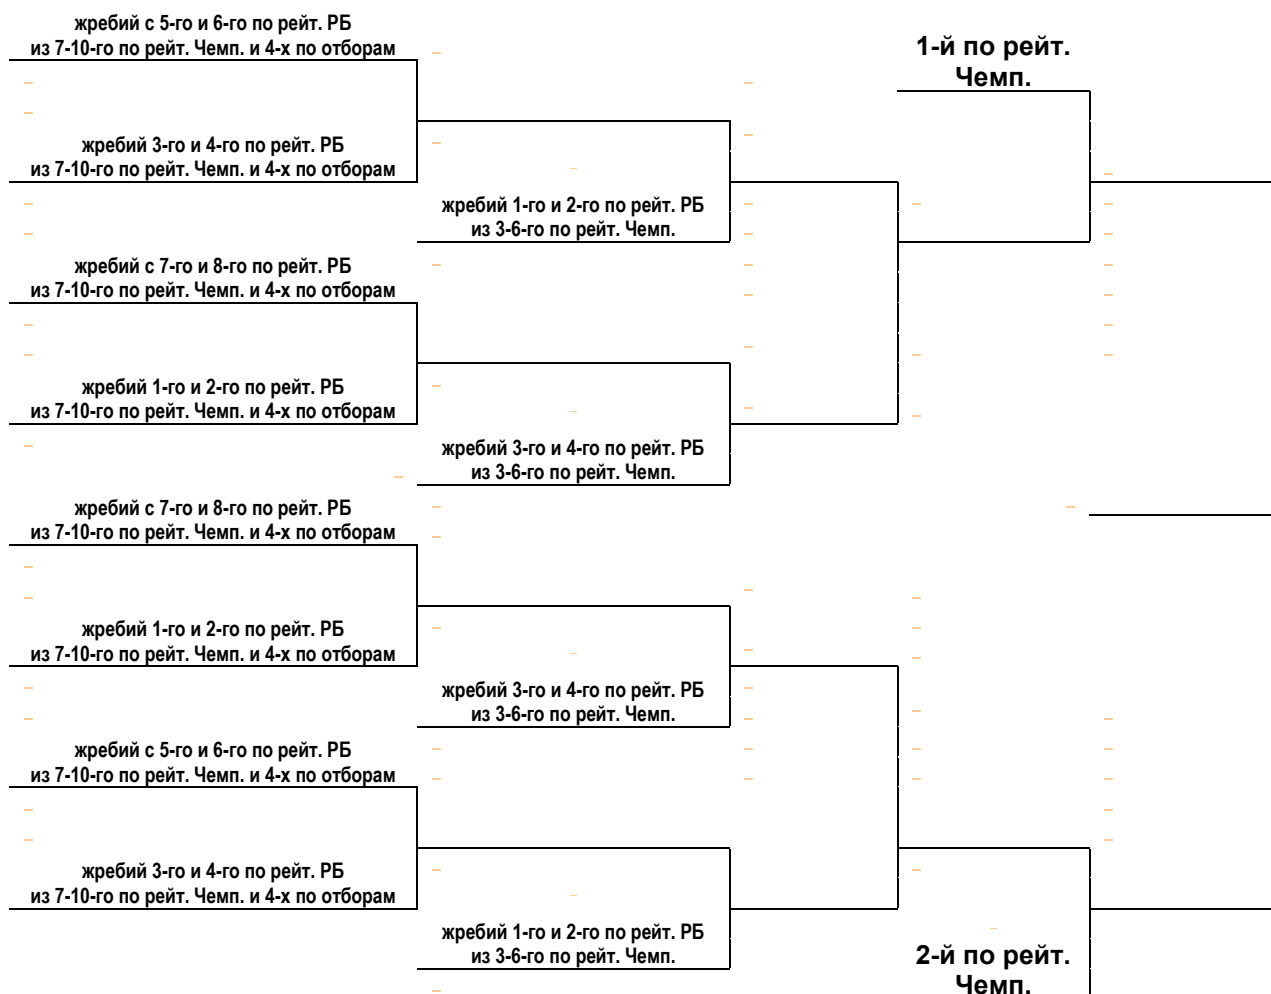 жребий с 5-го и 6-го по рейт. РБ
из 7-10-го по рейт. Чемп. и 4-х по отборам
1-й по рейт.
Чемп.
жребий 3-го и 4-го по рейт. РБ
из 7-10-го по рейт. Чемп. и 4-х по отборам
жребий 1-го и 2-го по рейт. РБ
из 3-6-го по рейт. Чемп.
жребий с 7-го и 8-го по рейт. РБ
из 7-10-го по рейт. Чемп. и 4-х по отборам
жребий 1-го и 2-го по рейт. РБ
из 7-10-го по рейт. Чемп. и 4-х по отборам
жребий 3-го и 4-го по рейт. РБ
из 3-6-го по рейт. Чемп.
жребий с 7-го и 8-го по рейт. РБ
из 7-10-го по рейт. Чемп. и 4-х по отборам
жребий 1-го и 2-го по рейт. РБ
из 7-10-го по рейт. Чемп. и 4-х по отборам
жребий 3-го и 4-го по рейт. РБ
из 3-6-го по рейт. Чемп.
жребий с 5-го и 6-го по рейт. РБ
из 7-10-го по рейт. Чемп. и 4-х по отборам
жребий 3-го и 4-го по рейт. РБ
из 7-10-го по рейт. Чемп. и 4-х по отборам
жребий 1-го и 2-го по рейт. РБ
из 3-6-го по рейт. Чемп.
2-й по рейт.
Чемп.